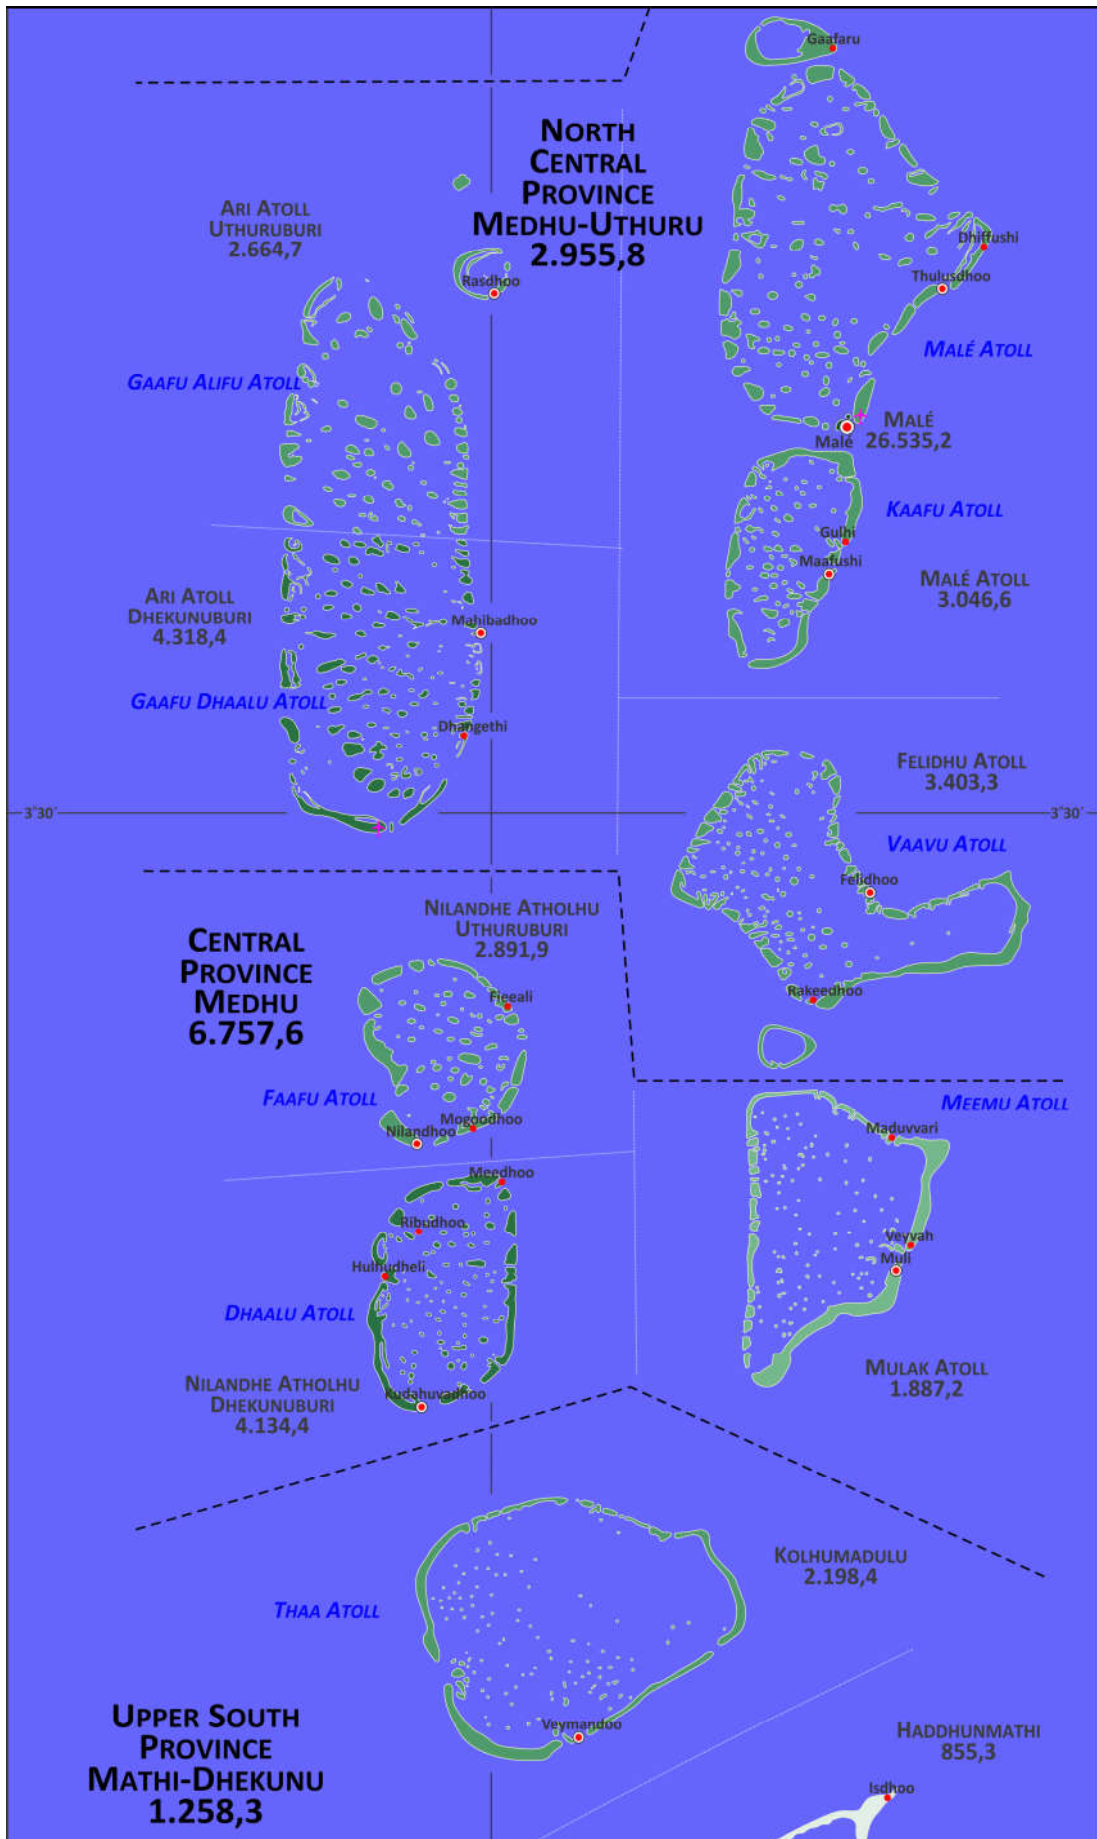 Gaafaru
NORTH
CENTRAL
PROVINCE
MEDHU-UTHURU
2.955,8
ARI ATOLL
UTHURUBURI
2.664,7
Dhiffushi
Rasdhoo
Thulusdhoo
MALÉ ATOLL
GAAFU ALIFU ATOLL
MALÉ
26.535,2
Malé
KAAFU ATOLL
Gulhi
Maafushi
MALÉ ATOLL
3.046,6
ARI ATOLL
DHEKUNUBURI
4.318,4
Mahibadhoo
GAAFU DHAALU ATOLL
Dhangethi
FELIDHU ATOLL
3.403,3
3°30´
3°30´
VAAVU ATOLL
Felidhoo
NILANDHE ATHOLHU
UTHURUBURI
2.891,9
CENTRAL
PROVINCE
MEDHU
6.757,6
Fieeali
Rakeedhoo
FAAFU ATOLL
MEEMU ATOLL
Mogoodhoo
Nilandhoo
Maduvvari
Meedhoo
Ribudhoo
Veyvah
Muli
Hulhudheli
DHAALU ATOLL
NILANDHE ATHOLHU
DHEKUNUBURI
4.134,4
Kudahuvadhoo
MULAK ATOLL
1.887,2
KOLHUMADULU
2.198,4
THAA ATOLL
UPPER SOUTH
PROVINCE
MATHI-DHEKUNU
1.258,3
Veymandoo
HADDHUNMATHI
855,3
Isdhoo